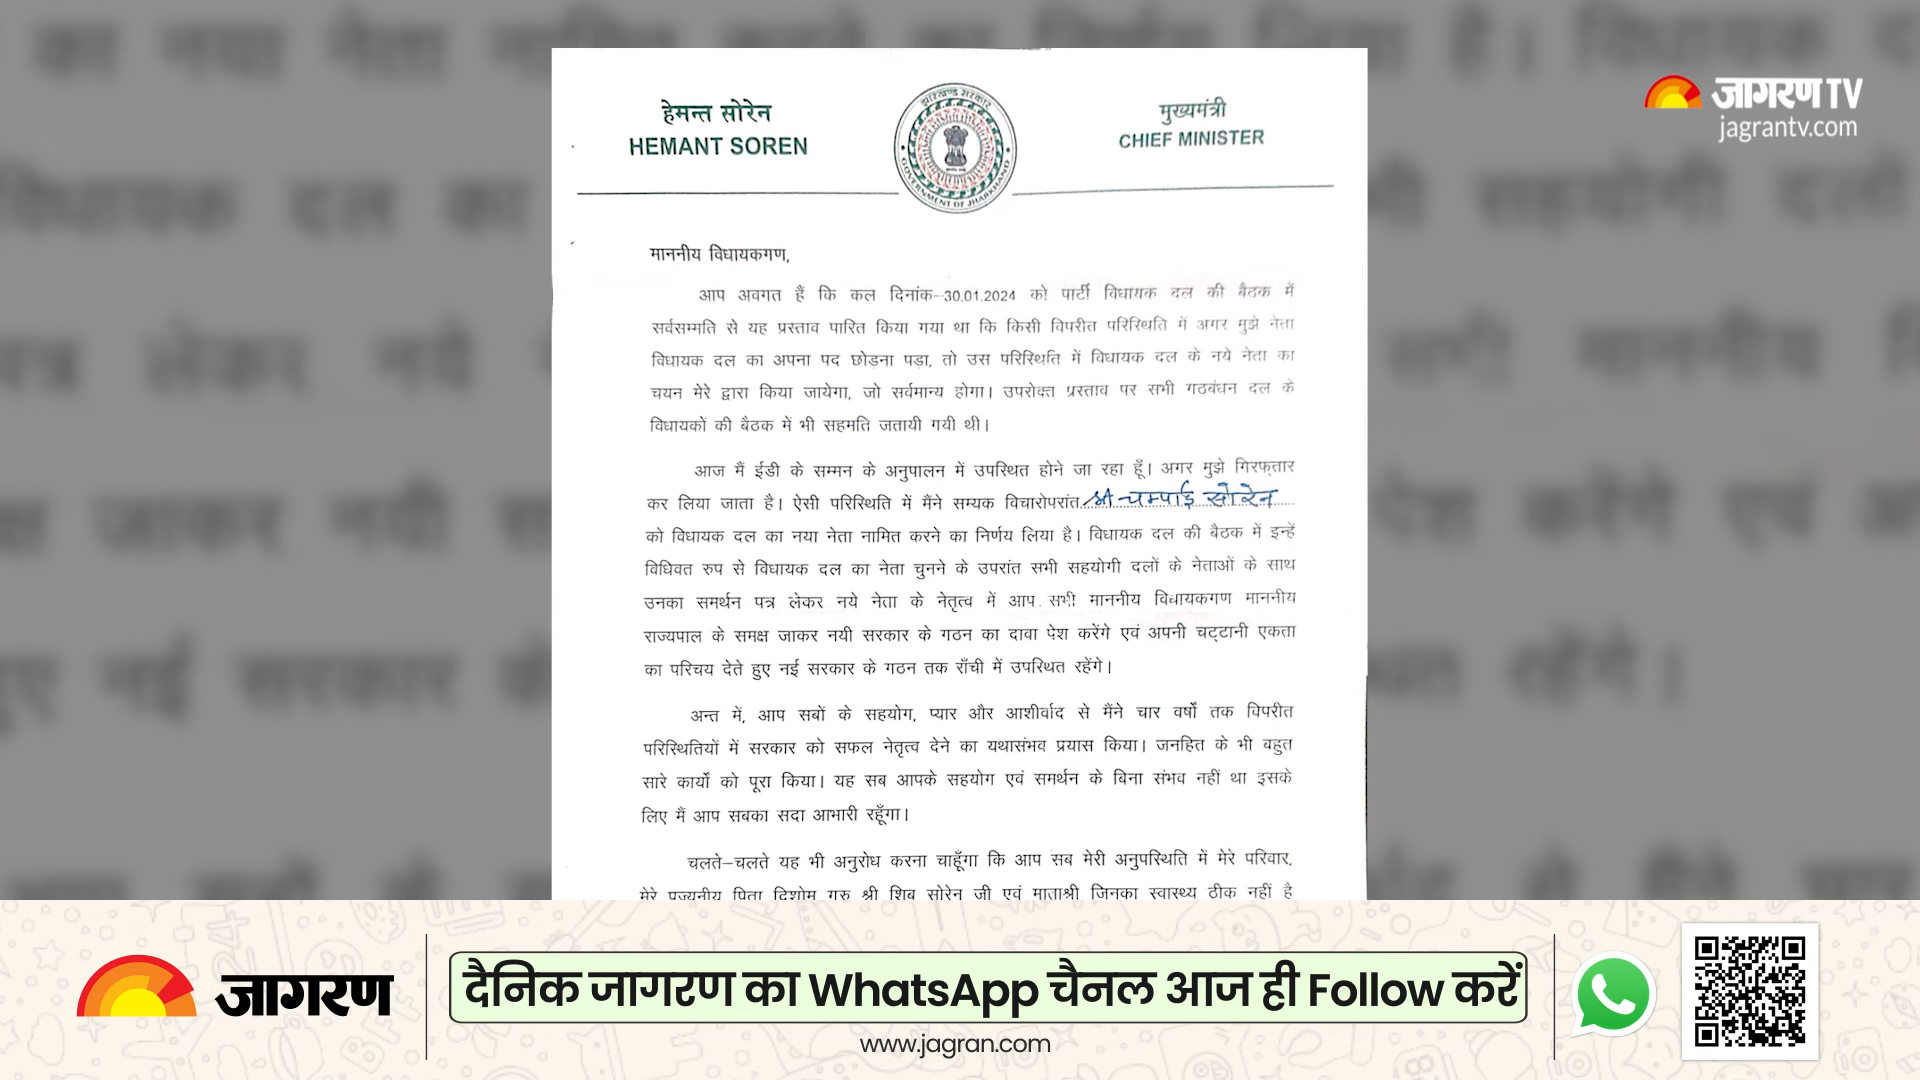 जागरण TV
jagrantv.com
हेमन्त सोरेन
HEMANT SOREN
झारखण्ड सरकार
GOVERNMENT OF JHARKHAND
मुख्यमंत्री
CHIEF MINISTER
माननीय विधायकगण,
आप अवगत हैं कि कल दिनांक–30.01.2024 को पार्टी विधायक दल की बैठक में
सर्वसम्मति से यह प्रस्ताव पारित किया गया था कि किसी विपरीत परिस्थिति में अगर मुझे नेता
विधायक दल का अपना पद छोड़ना पड़ा, तो उस परिस्थिति में विधायक दल के नये नेता का
चयन मेरे द्वारा किया जायेगा, जो सर्वमान्य होगा। उपरोक्त प्रस्ताव पर सभी गठबंधन दल के
विधायकों की बैठक में भी सहमति जतायी गयी थी।
आज मैं ईडी के सम्मन के अनुपालन में उपस्थित होने जा रहा हूँ। अगर मुझे गिरफ्तार
कर लिया जाता है। ऐसी परिस्थिति में मैंने सम्यक विचारोपरांत श्री चम्पाई सोरेन
को विधायक दल का नया नेता नामित करने का निर्णय लिया है। विधायक दल की बैठक में इन्हें
विधिवत रुप से विधायक दल का नेता चुनने के उपरांत सभी सहयोगी दलों के नेताओं के साथ
उनका समर्थन पत्र लेकर नये नेता के नेतृत्व में आप सभी माननीय विधायकगण माननीय
राज्यपाल के समक्ष जाकर नयी सरकार के गठन का दावा पेश करेंगे एवं अपनी चट्टानी एकता
का परिचय देते हुए नई सरकार के गठन तक राँची में उपस्थित रहेंगे।
अन्त में, आप सबों के सहयोग, प्यार और आशीर्वाद से मैंने चार वर्षों तक विपरीत
परिस्थितियों में सरकार को सफल नेतृत्व देने का यथासंभव प्रयास किया। जनहित के भी बहुत
सारे कार्यों को पूरा किया। यह सब आपके सहयोग एवं समर्थन के बिना संभव नहीं था इसके
लिए मैं आप सबका सदा आभारी रहूँगा।
चलते–चलते यह भी अनुरोध करना चाहूँगा कि आप सब मेरी अनुपस्थिति में मेरे परिवार,
मेरे पूज्यनीय पिता दिशोम गुरु श्री शिबू सोरेन जी एवं माताश्री जिनका स्वास्थ्य ठीक नहीं है
जागरण
दैनिक जागरण का WhatsApp चैनल आज ही Follow करें
www.jagran.com